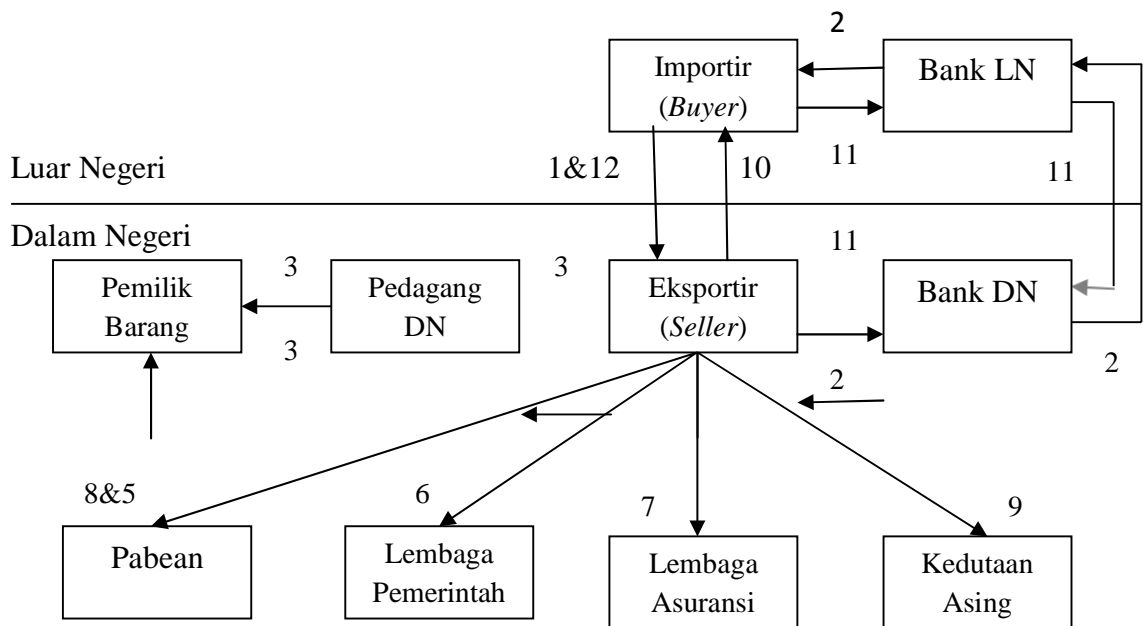 2
Importir
(Buyer)
Bank LN
Luar Negeri
1&12
10
11
11
Dalam Negeri
Pemilik
Barang
3
3
Pedagang
DN
3
Eksportir
(Seller)
11
Bank DN
2
2
8&5
6
7
9
Pabean
Lembaga
Pemerintah
Lembaga
Asuransi
Kedutaan
Asing